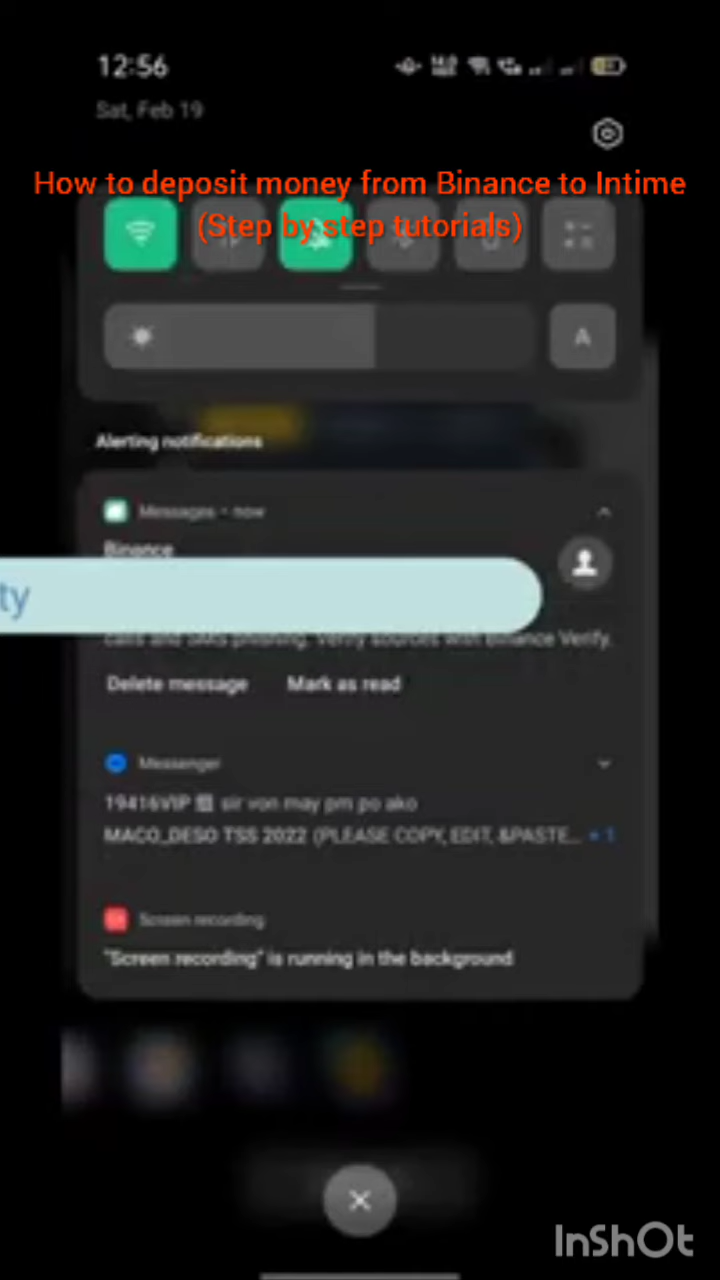 12:56
Sat, Feb 19
How to deposit money from Binance to Intime
(Step by step tutorials)
A
Alerting notifications
Messages • now
Binance
ty
calls and SMS phishing. Verify sources with Binance Verify.
Delete message Mark as read
Messenger
19416VIP sir von may pm po ako
MACO_DESO TSS 2022 (PLEASE COPY, EDIT, &PASTE... + 1
Screen recording
"Screen recording" is running in the background
InShOt